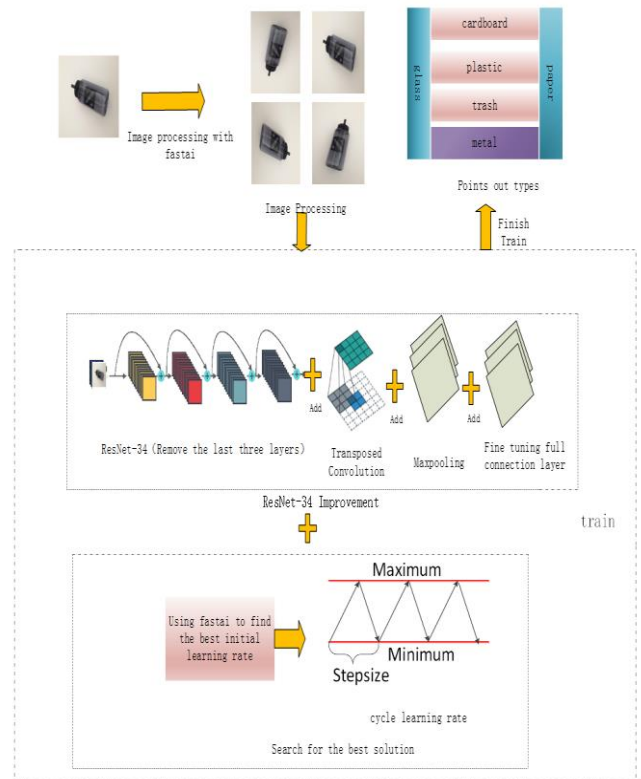 cardboard
plastic
trash
metal
glass
paper
Image processing with
fastai
Points out types
Image Processing
Finish
Train
Add
Add
Add
ResNet-34 (Remove the last three layers)
Transposed
Convolution
Maxpooling
Fine tuning full
connection layer
ResNet-34 Improvement
train
Using fastai to find
the best initial
learning rate
Maximum
Minimum
Stepsize
cycle learning rate
Search for the best solution